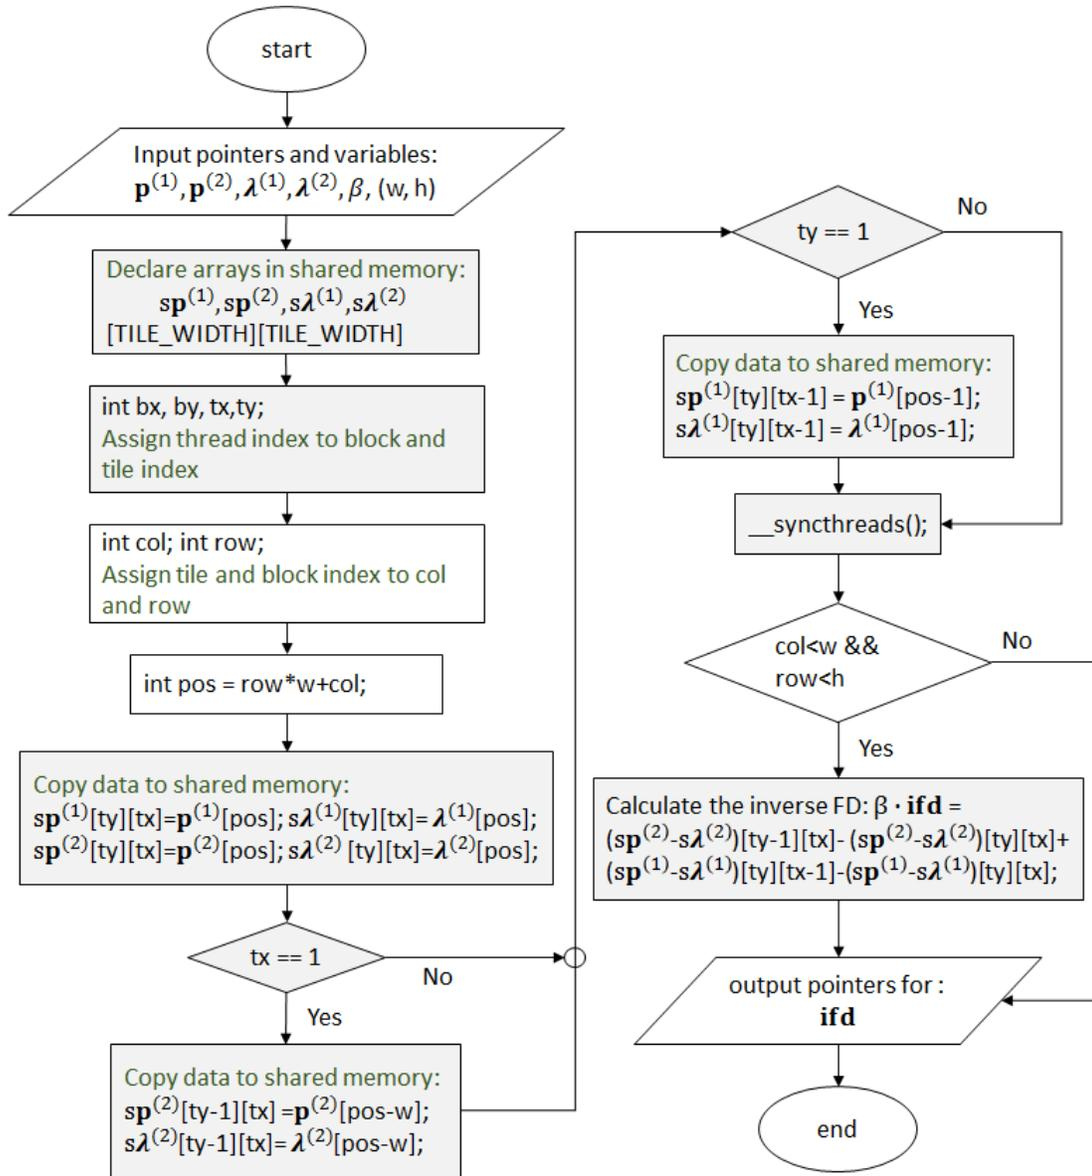 start
Input pointers and variables:
p⁽¹⁾, p⁽²⁾, λ⁽¹⁾, λ⁽²⁾, β, (w, h)
Declare arrays in shared memory:
sp⁽¹⁾, sp⁽²⁾, sλ⁽¹⁾, sλ⁽²⁾
[TILE_WIDTH][TILE_WIDTH]
int bx, by, tx,ty;
Assign thread index to block and
tile index
int col; int row;
Assign tile and block index to col
and row
int pos = row*w+col;
Copy data to shared memory:
sp⁽¹⁾[ty][tx]=p⁽¹⁾[pos]; sλ⁽¹⁾[ty][tx]= λ⁽¹⁾[pos];
sp⁽²⁾[ty][tx]=p⁽²⁾[pos]; sλ⁽²⁾ [ty][tx]=λ⁽²⁾[pos];
tx == 1
No
Yes
Copy data to shared memory:
sp⁽²⁾[ty-1][tx] =p⁽²⁾[pos-w];
sλ⁽²⁾[ty-1][tx]= λ⁽²⁾[pos-w];
ty == 1
No
Yes
Copy data to shared memory:
sp⁽¹⁾[ty][tx-1] = p⁽¹⁾[pos-1];
sλ⁽¹⁾[ty][tx-1] = λ⁽¹⁾[pos-1];
__syncthreads();
col<w &&
row<h
No
Yes
Calculate the inverse FD: β · ifd =
(sp⁽²⁾-sλ⁽²⁾)[ty-1][tx]- (sp⁽²⁾-sλ⁽²⁾)[ty][tx]+
(sp⁽¹⁾-sλ⁽¹⁾)[ty][tx-1]-(sp⁽¹⁾-sλ⁽¹⁾)[ty][tx];
output pointers for :
ifd
end